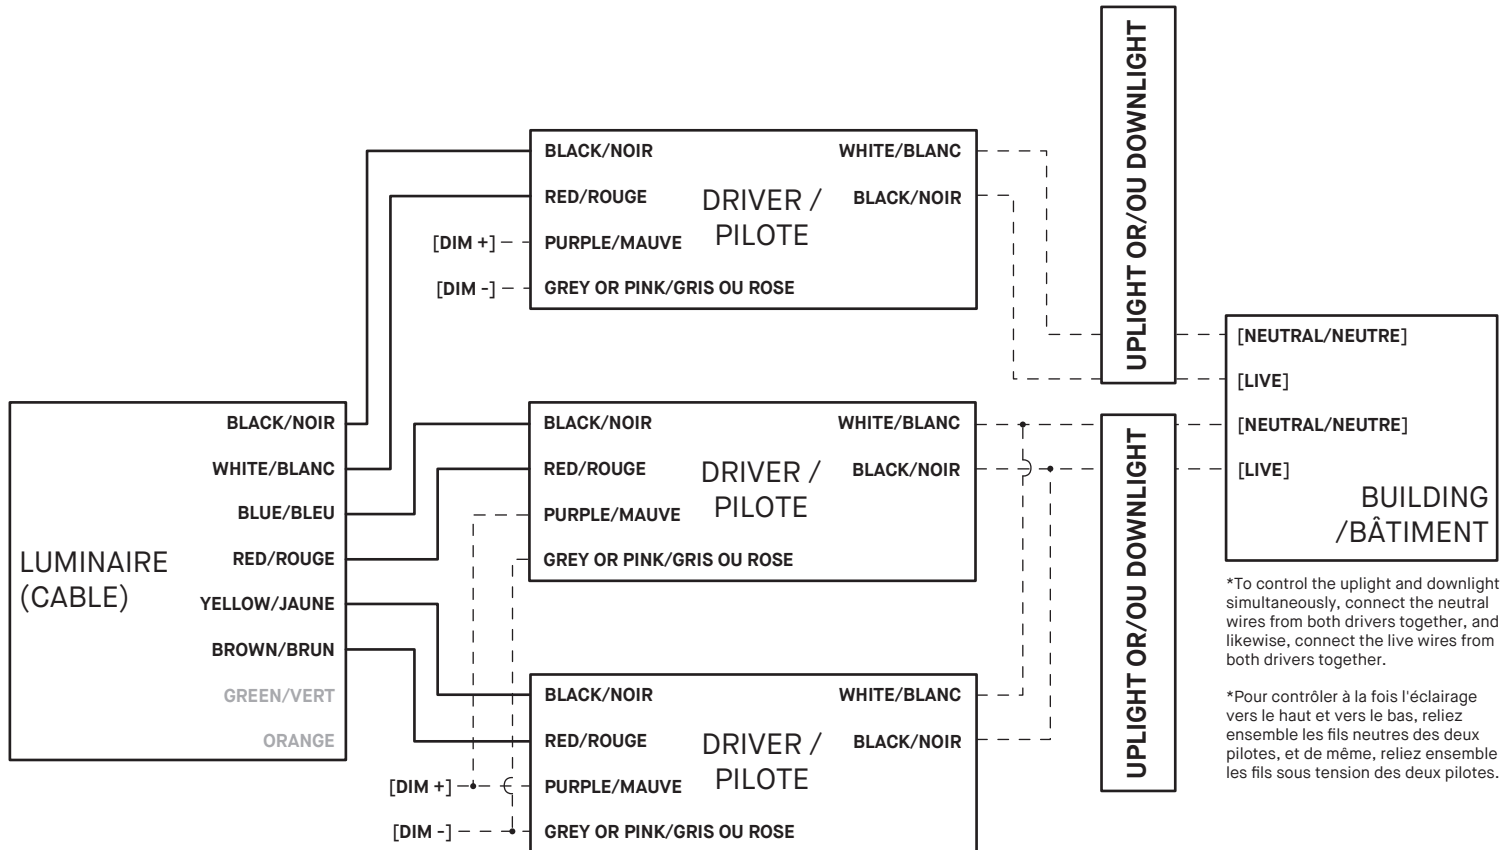 UPLIGHT OR/OU DOWNLIGHT
BLACK/NOIR
WHITE/BLANC
RED/ROUGE
BLACK/NOIR
DRIVER /
PILOTE
[DIM +]
PURPLE/MAUVE
[DIM -]
GREY OR PINK/GRIS OU ROSE
[NEUTRAL/NEUTRE]
[LIVE]
[NEUTRAL/NEUTRE]
[LIVE]
BUILDING
/BÂTIMENT
BLACK/NOIR
WHITE/BLANC
BLUE/BLEU
RED/ROUGE
YELLOW/JAUNE
BROWN/BRUN
GREEN/VERT
ORANGE
LUMINAIRE
(CABLE)
BLACK/NOIR
WHITE/BLANC
RED/ROUGE
BLACK/NOIR
DRIVER /
PILOTE
PURPLE/MAUVE
GREY OR PINK/GRIS OU ROSE
UPLIGHT OR/OU DOWNLIGHT
*To control the uplight and downlight
simultaneously, connect the neutral
wires from both drivers together, and
likewise, connect the live wires from
both drivers together.
*Pour contrôler à la fois l'éclairage
vers le haut et vers le bas, reliez
ensemble les fils neutres des deux
pilotes, et de même, reliez ensemble
les fils sous tension des deux pilotes.
BLACK/NOIR
WHITE/BLANC
RED/ROUGE
BLACK/NOIR
DRIVER /
PILOTE
[DIM +]
PURPLE/MAUVE
[DIM -]
GREY OR PINK/GRIS OU ROSE